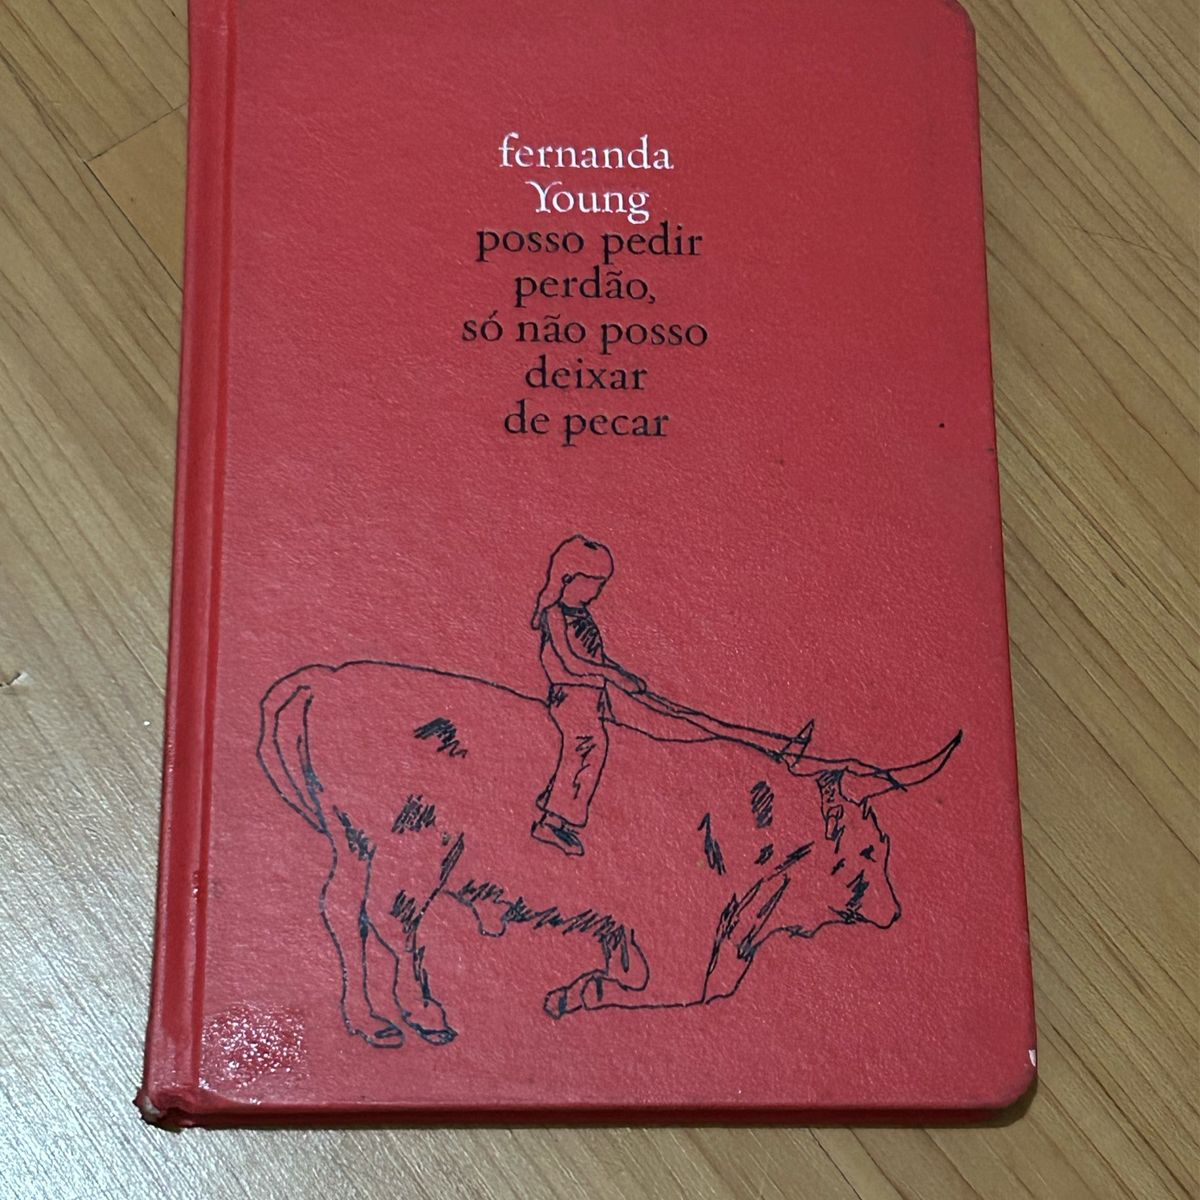 fernanda
Young
posso pedir
perdão,
só não posso
deixar
de pecar